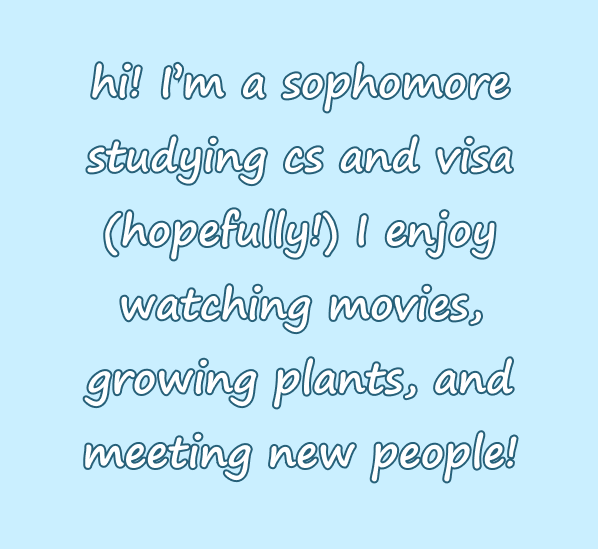 hi! I’m a sophomore
studying cs and visa
(hopefully!) I enjoy
watching movies,
growing plants, and
meeting new people!